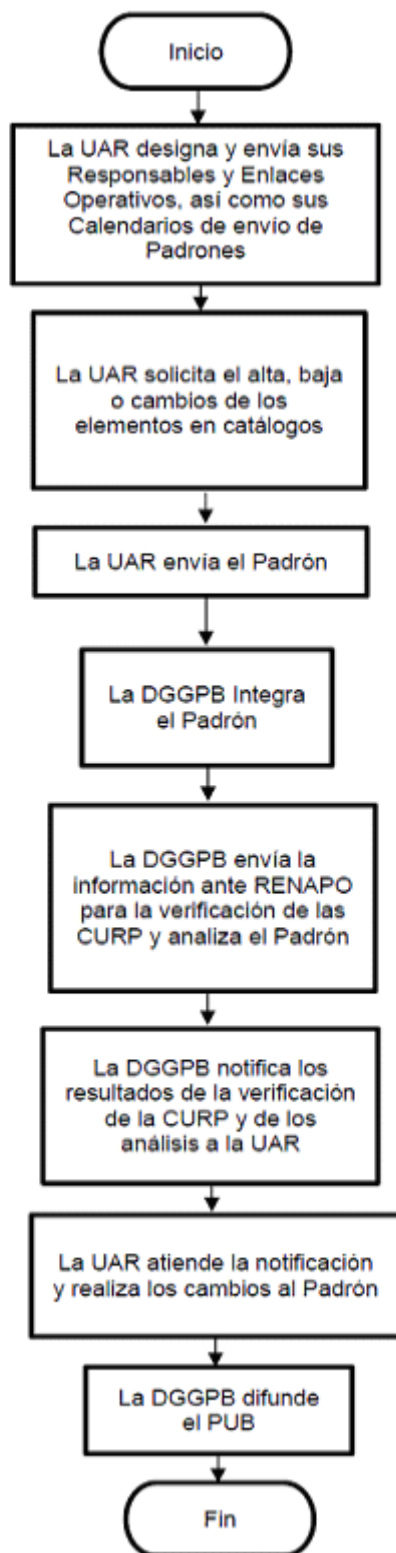 Inicio
La UAR designa y envía sus
Responsables y Enlaces
Operativos, así como sus
Calendarios de envío de
Padrones
La UAR solicita el alta, baja
o cambios de los
elementos en catálogos
La UAR envía el Padrón
La DGGPB Integra
el Padrón
La DGGPB envía la
información ante RENAPO
para la verificación de las
CURP y analiza el Padrón
La DGGPB notifica los
resultados de la verificación
de la CURP y de los
análisis a la UAR
La UAR atiende la notificación
y realiza los cambios al Padrón
La DGGPB difunde
el PUB
Fin